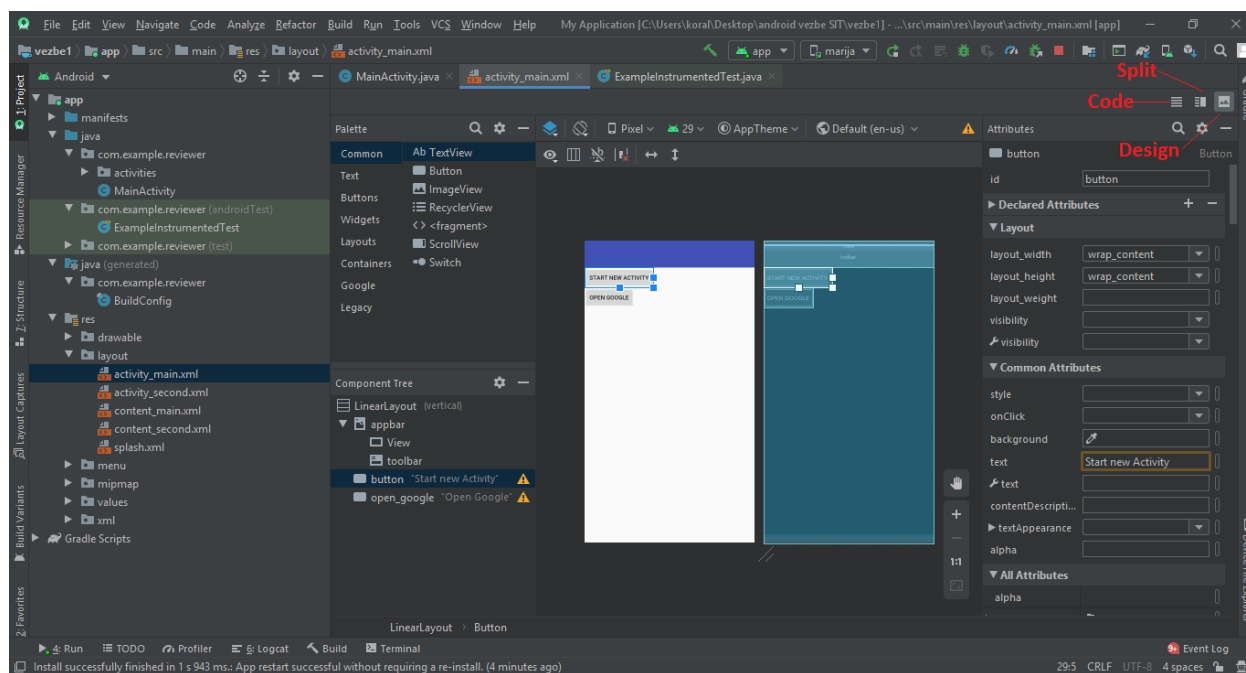 File Edit View Navigate Code Analyze Refactor Build Run Tools VCS Window Help My Application [C:\Users\koral\Desktop\android vezbe SIT\vezbe1] - ...\src\main\res\layout\activity_main.xml [app]
vezbe1 app src main res layout activity_main.xml app marija
Android
MainActivity.java activity_main.xml ExampleInstrumentedTest.java
Split
Code
Design
1: Project
Resource Manager
Z: Structure
Layout Captures
Build Variants
2: Favorites
app
manifests
java
com.example.reviewer
activities
MainActivity
com.example.reviewer (androidTest)
ExampleInstrumentedTest
com.example.reviewer (test)
java (generated)
com.example.reviewer
BuildConfig
res
drawable
layout
activity_main.xml
activity_second.xml
content_main.xml
content_second.xml
splash.xml
menu
mipmap
values
xml
Gradle Scripts
Palette
Common
Text
Buttons
Widgets
Layouts
Containers
Google
Legacy
Ab TextView
Button
ImageView
RecyclerView
<> <fragment>
ScrollView
Switch
Component Tree
LinearLayout (vertical)
appbar
View
toolbar
button "Start new Activity"
open_google "Open Google"
Pixel 29 AppTheme Default (en-us)
START NEW ACTIVITY
OPEN GOOGLE
toolbar
START NEW ACTIVITY
OPEN GOOGLE
1:1
LinearLayout Button
Attributes
button Button
id button
Declared Attributes
Layout
layout_width wrap_content
layout_height wrap_content
layout_weight
visibility
visibility
Common Attributes
style
onClick
background
text Start new Activity
text
contentDescripti...
textAppearance
alpha
All Attributes
alpha
4: Run TODO Profiler 6: Logcat Build Terminal 9+ Event Log
Install successfully finished in 1 s 943 ms.: App restart successful without requiring a re-install. (4 minutes ago) 29:5 CRLF UTF-8 4 spaces